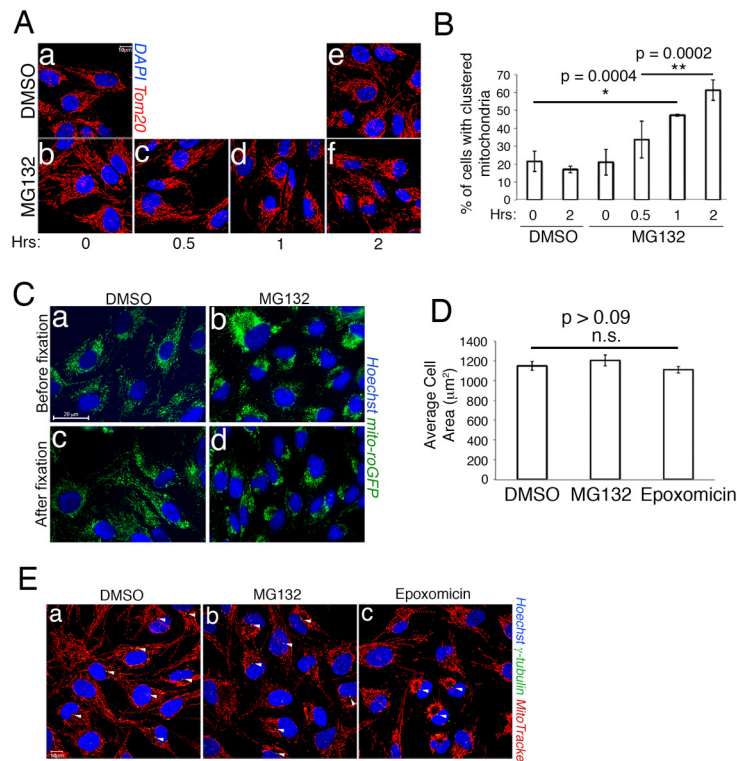 A
a
10μm
DAPI Tom20
e
DMSO
b
c
d
f
MG132
Hrs: 0 0.5 1 2
B
p = 0.0002
**
p = 0.0004
*
% of cells with clustered
mitochondria
70
60
50
40
30
20
10
0
Hrs: 0 2 0 0.5 1 2
DMSO MG132
C
DMSO MG132
a
b
Before fixation
20 μm
c
d
After fixation
Hoechst mito-roGFP
D
p > 0.09
n.s.
Average Cell
Area (μm²)
1400
1200
1000
800
600
400
200
0
DMSO MG132 Epoxomicin
E
DMSO MG132 Epoxomicin
a
b
c
10μm
Hoechst γ-tubulin MitoTracke